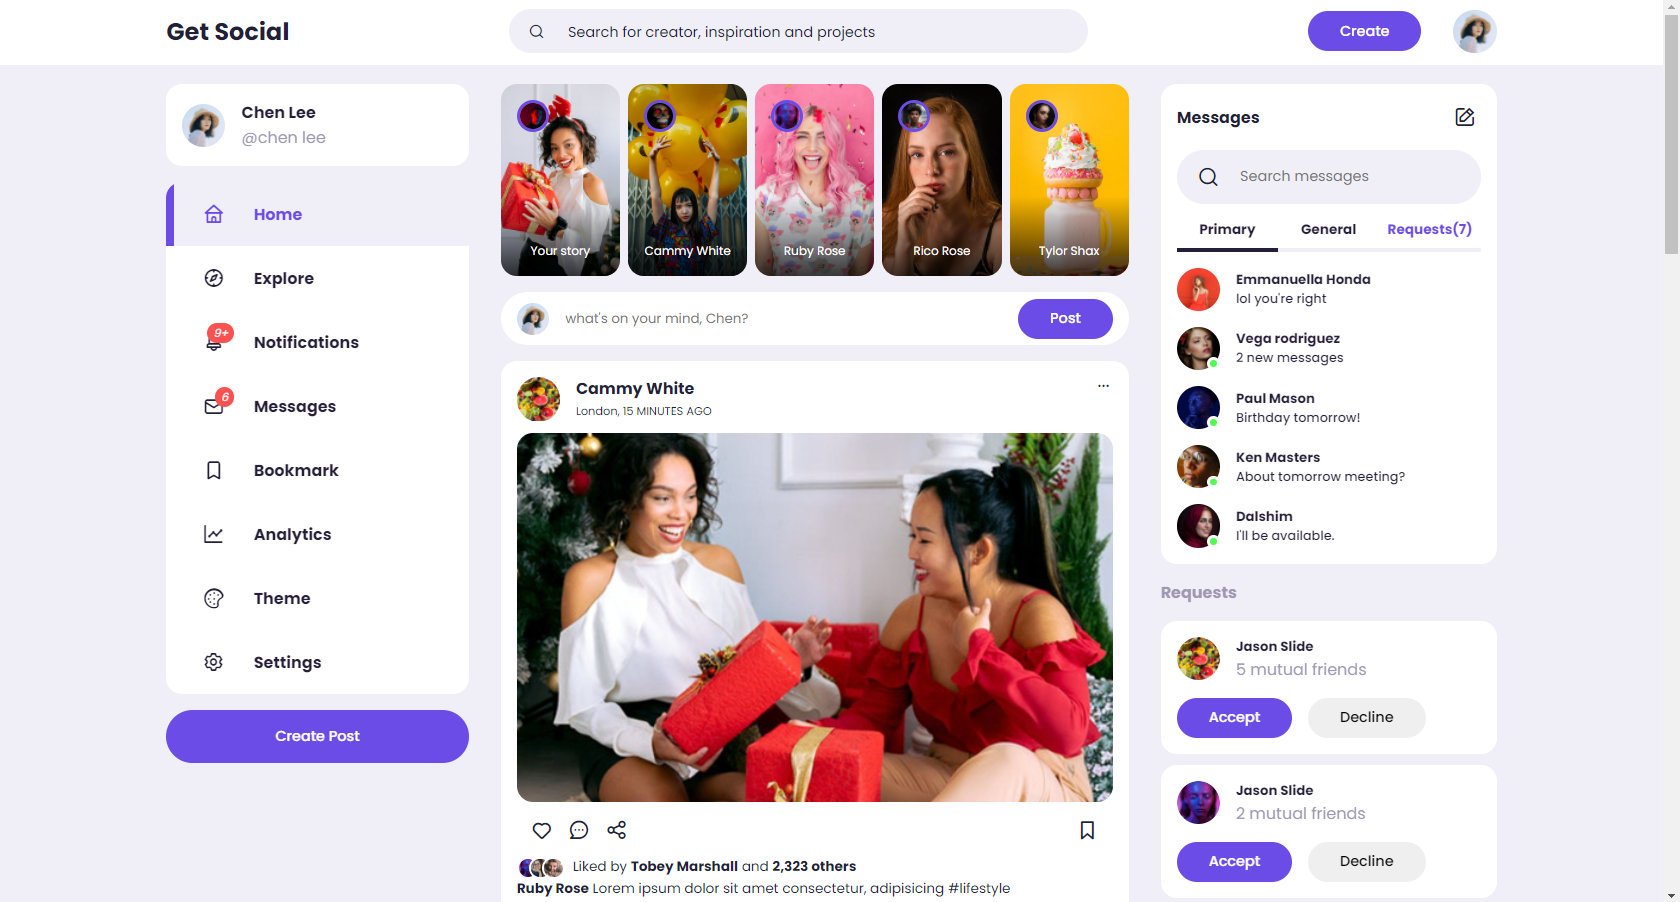 Get Social
Search for creator, inspiration and projects
Create
Chen Lee
@chen lee
Home
Explore
9+
Notifications
6
Messages
Bookmark
Analytics
Theme
Settings
Create Post
Your story
Cammy White
Ruby Rose
Rico Rose
Tylor Shax
what's on your mind, Chen?
Post
Cammy White
London, 15 MINUTES AGO
Liked by Tobey Marshall and 2,323 others
Ruby Rose Lorem ipsum dolor sit amet consectetur, adipisicing #lifestyle
Messages
Search messages
Primary
General
Requests(7)
Emmanuella Honda
lol you're right
Vega rodriguez
2 new messages
Paul Mason
Birthday tomorrow!
Ken Masters
About tomorrow meeting?
Dalshim
I'll be available.
Requests
Jason Slide
5 mutual friends
Accept
Decline
Jason Slide
2 mutual friends
Accept
Decline